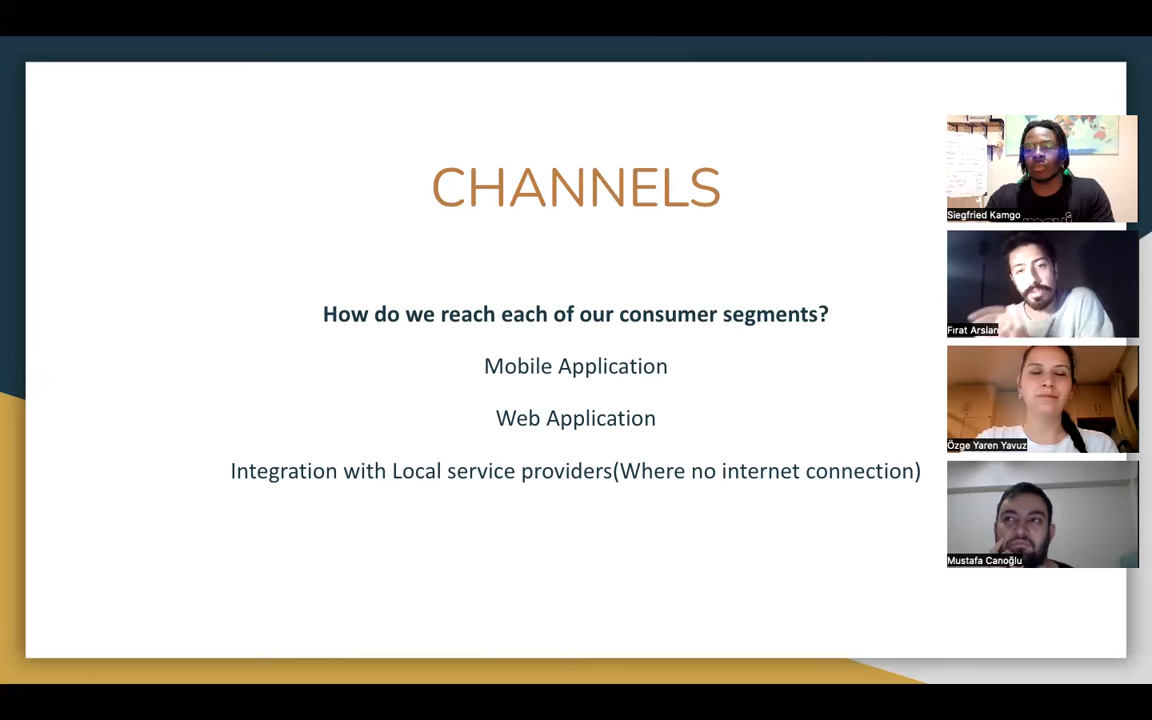 CHANNELS
How do we reach each of our consumer segments?
Mobile Application
Web Application
Integration with Local service providers(Where no internet connection)
Siegfried Kamgo
Fırat Arslan
Özge Yaren Yavuz
Mustafa Canoğlu